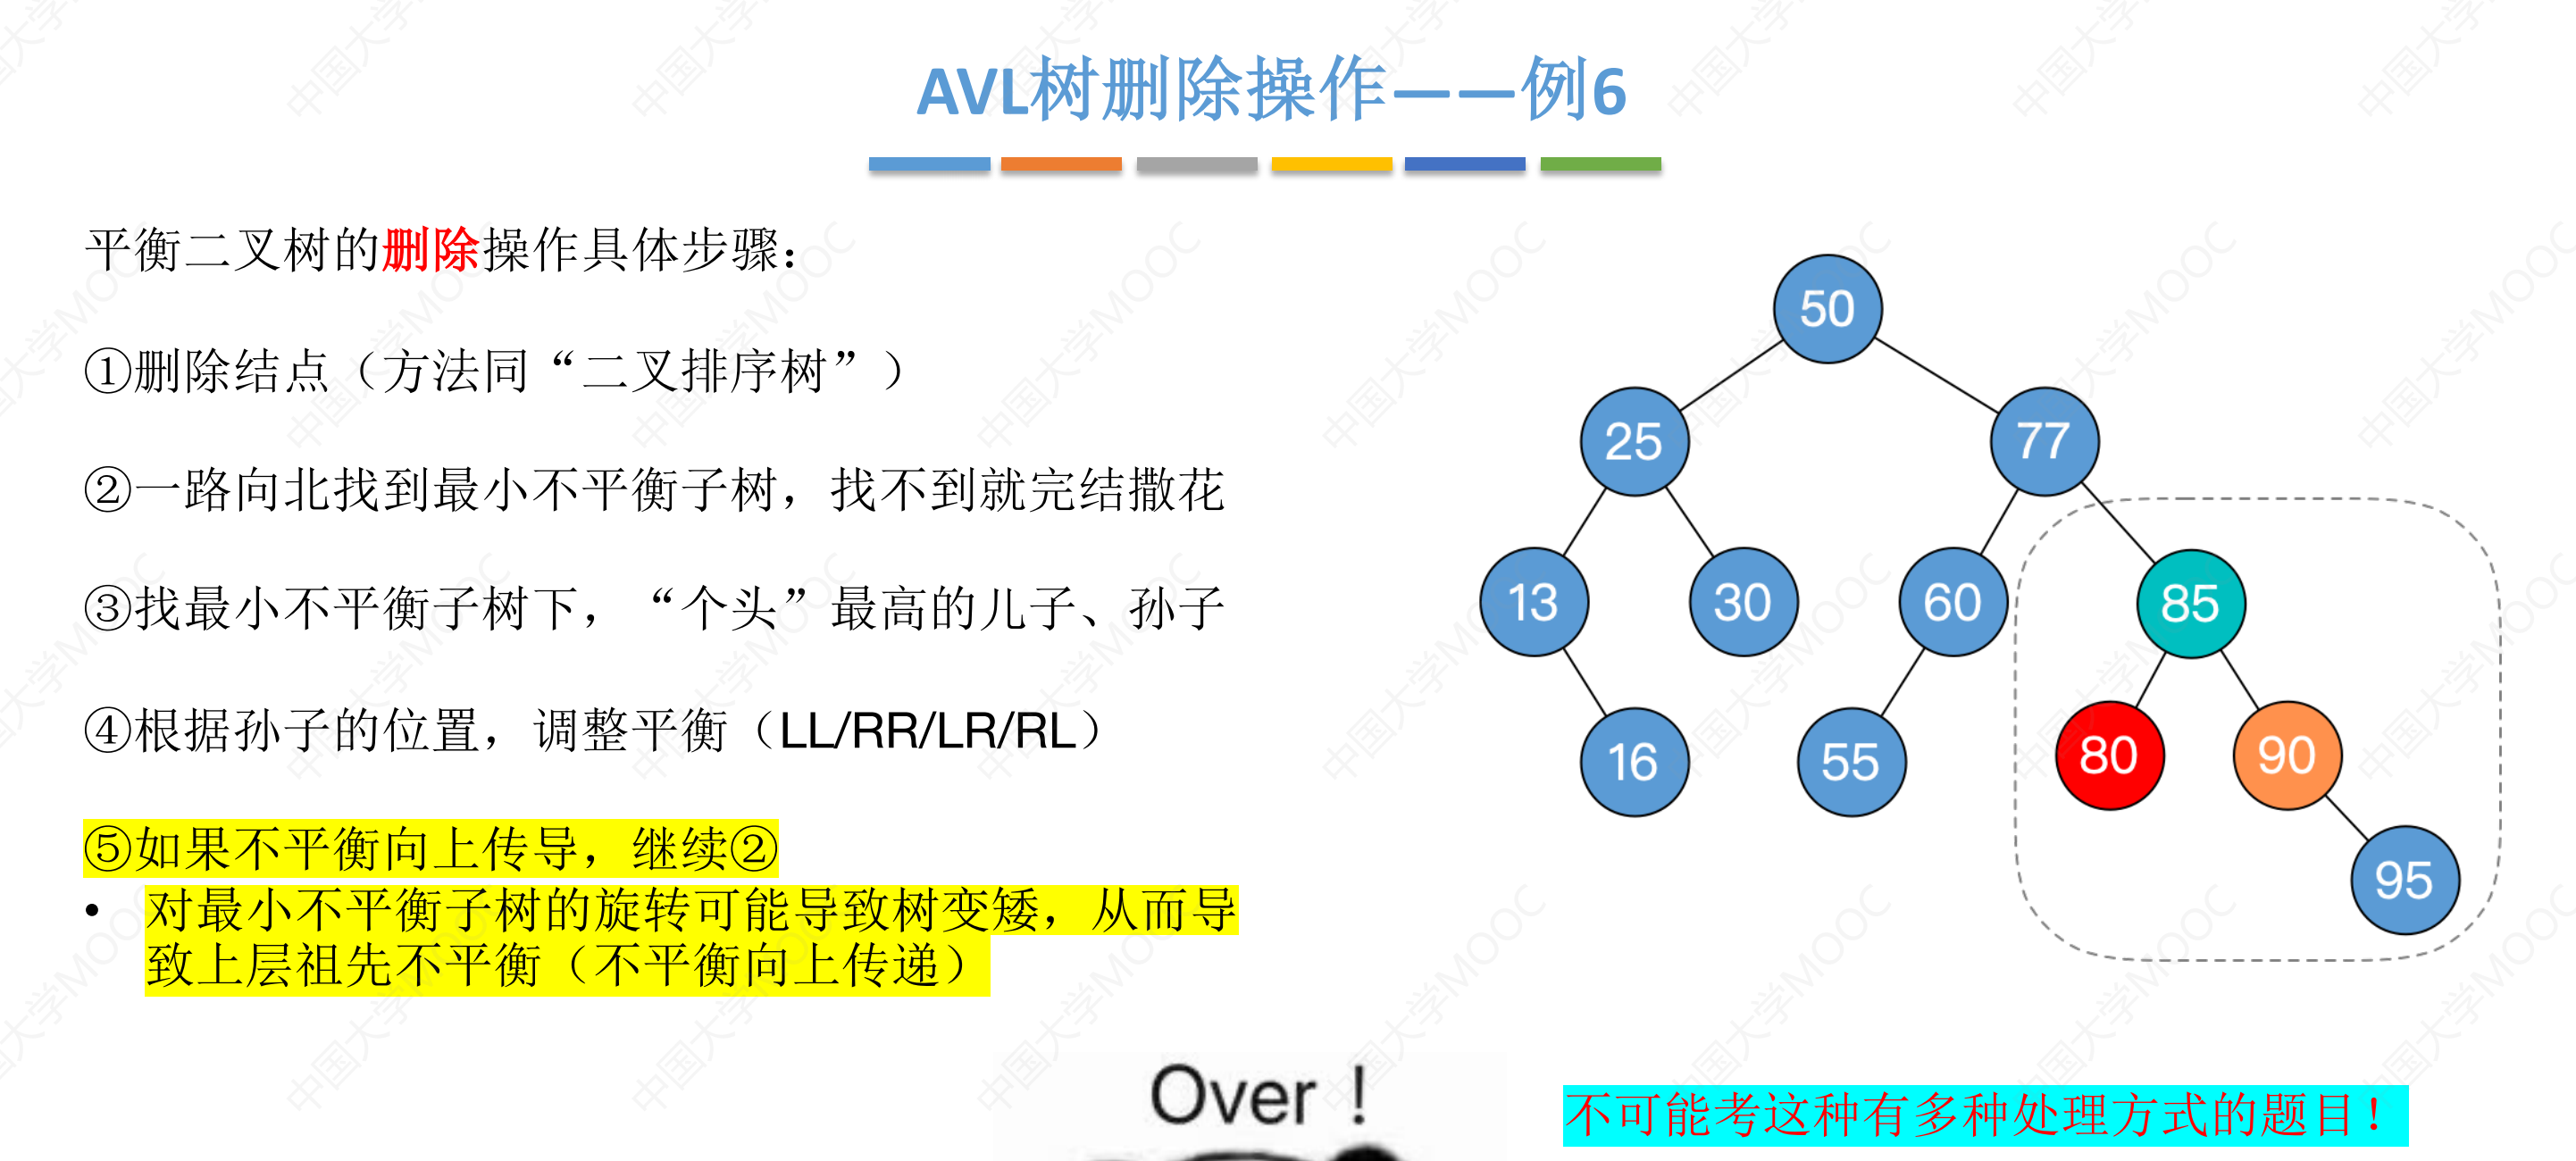 AVL树删除操作——例6
平衡二叉树的删除操作具体步骤：
①删除结点（方法同“二叉排序树”）
②一路向北找到最小不平衡子树，找不到就完结撒花
③找最小不平衡子树下，“个头”最高的儿子、孙子
④根据孙子的位置，调整平衡（LL/RR/LR/RL）
⑤如果不平衡向上传导，继续②
• 对最小不平衡子树的旋转可能导致树变矮，从而导
致上层祖先不平衡（不平衡向上传递）
50
25
77
13
30
60
85
16
55
80
90
95
Over！
不可能考这种有多种处理方式的题目！
中国大学MOOC